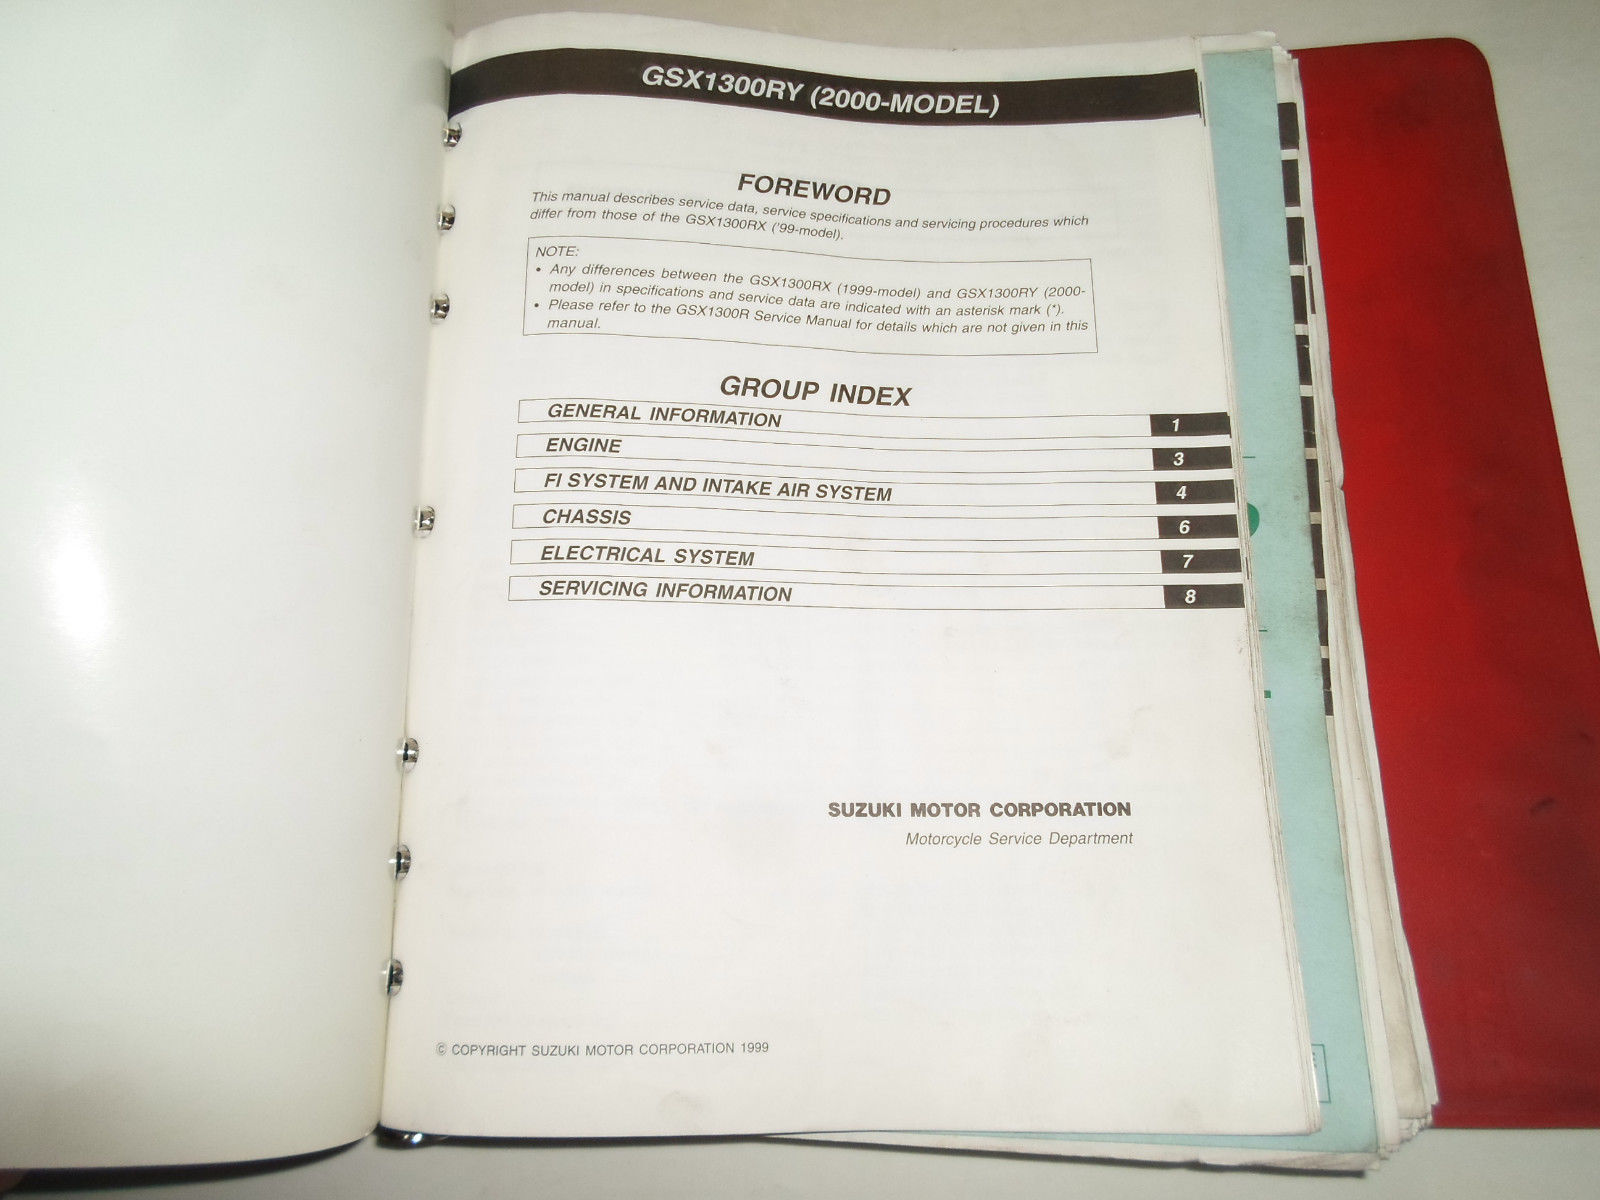 GSX1300RY (2000-MODEL)
FOREWORD
This manual describes service data, service specifications and servicing procedures which
differ from those of the GSX1300RX ('99-model).
NOTE:
• Any differences between the GSX1300RX (1999-model) and GSX1300RY (2000-
model) in specifications and service data are indicated with an asterisk mark (*).
• Please refer to the GSX1300R Service Manual for details which are not given in this
manual.
GROUP INDEX
GENERAL INFORMATION 1
ENGINE 3
FI SYSTEM AND INTAKE AIR SYSTEM 4
CHASSIS 6
ELECTRICAL SYSTEM 7
SERVICING INFORMATION 8
SUZUKI MOTOR CORPORATION
Motorcycle Service Department
© COPYRIGHT SUZUKI MOTOR CORPORATION 1999